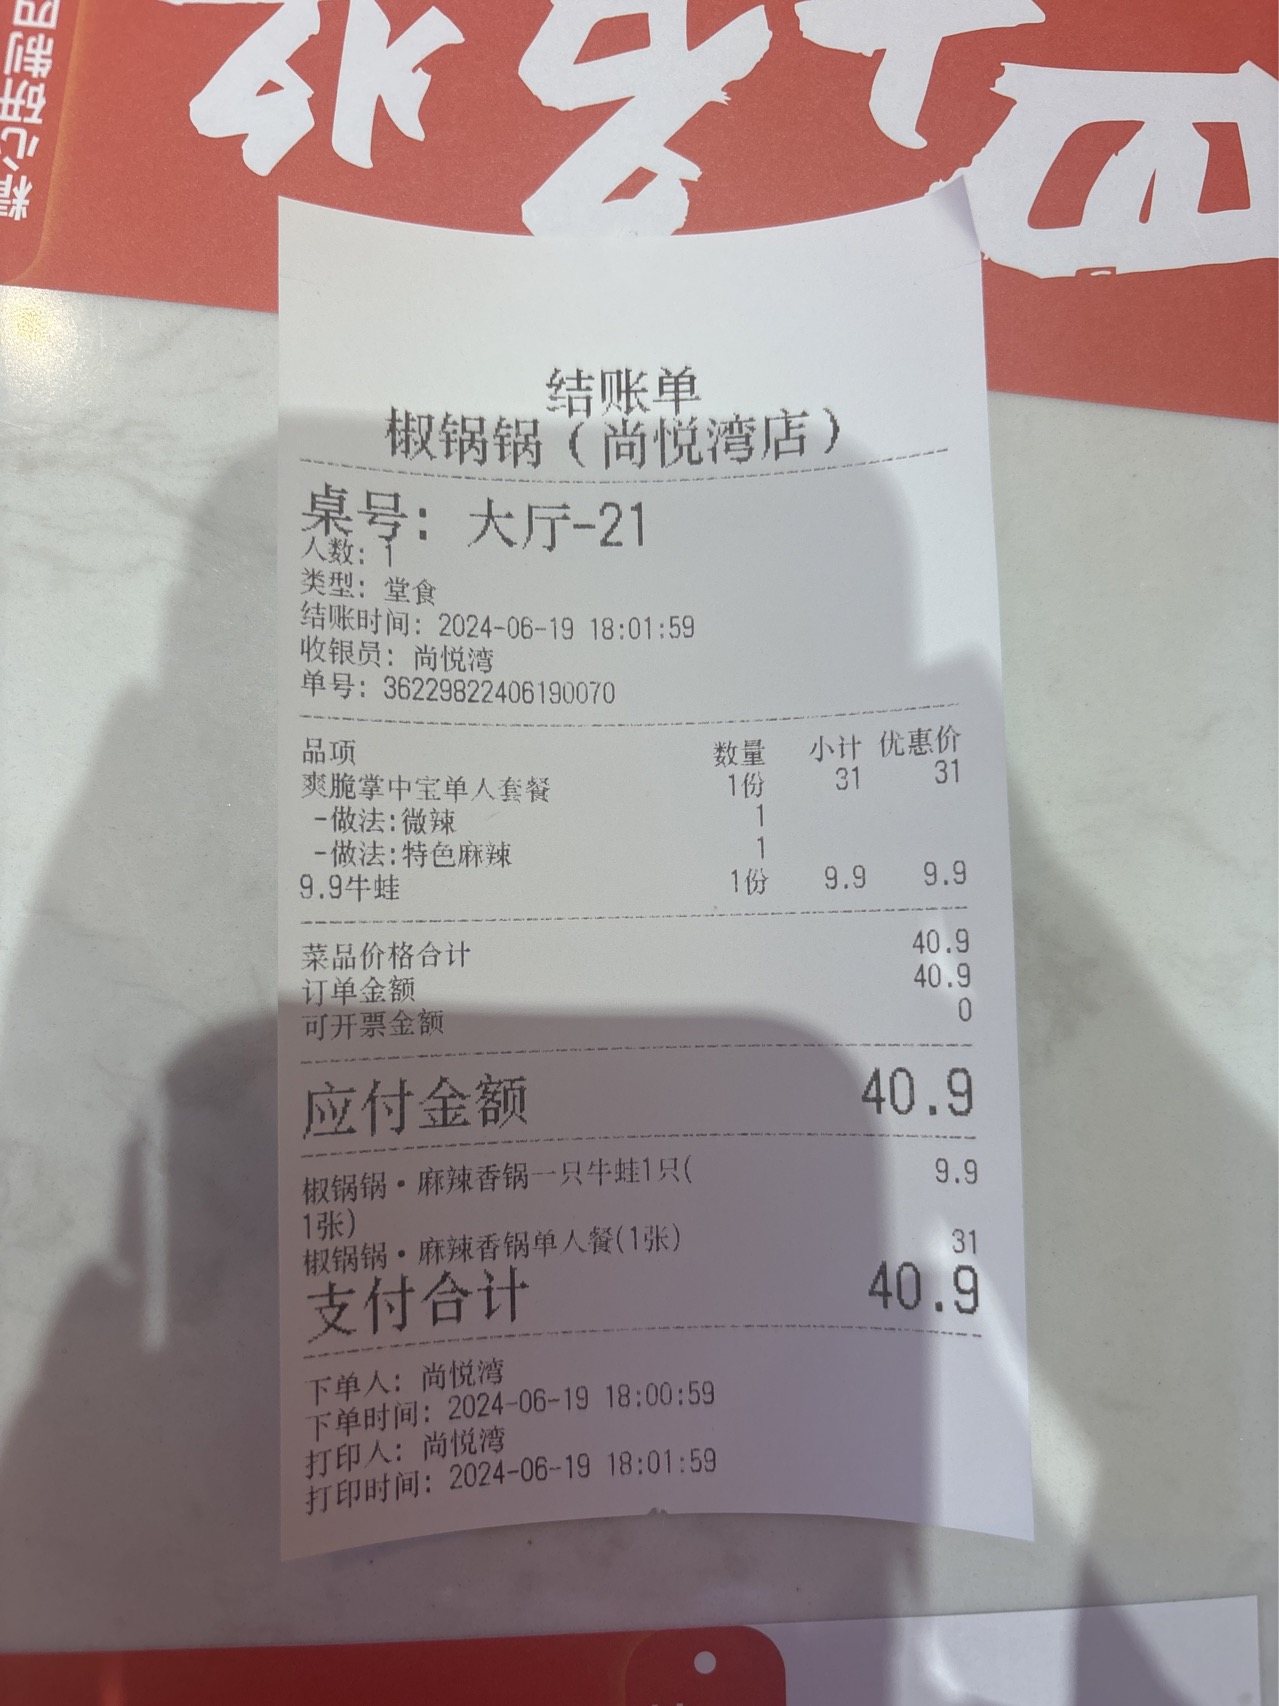 精心研制四
结账单
椒锅锅（尚悦湾店）
桌号：大厅-21
人数：1
类型：堂食
结账时间：2024-06-19 18:01:59
收银员：尚悦湾
单号：36229822406190070
品项 数量 小计 优惠价
爽脆掌中宝单人套餐 1份 31 31
-做法:微辣 1
-做法:特色麻辣 1
9.9牛蛙 1份 9.9 9.9
菜品价格合计 40.9
订单金额 40.9
可开票金额 0
应付金额 40.9
椒锅锅·麻辣香锅一只牛蛙1只( 9.9
1张)
椒锅锅·麻辣香锅单人餐(1张) 31
支付合计 40.9
下单人：尚悦湾
下单时间：2024-06-19 18:00:59
打印人：尚悦湾
打印时间：2024-06-19 18:01:59